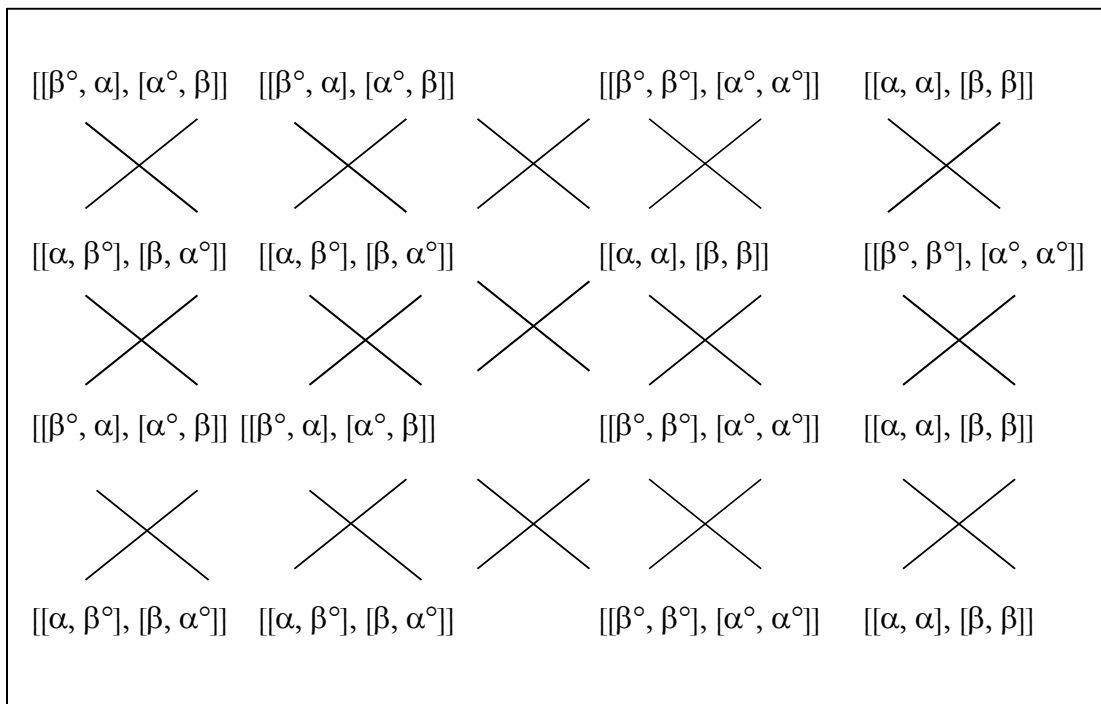 [[β°, α], [α°, β]] [[β°, α], [α°, β]] [[β°, β°], [α°, α°]] [[α, α], [β, β]]
[[α, β°], [β, α°]] [[α, β°], [β, α°]] [[α, α], [β, β]] [[β°, β°], [α°, α°]]
[[β°, α], [α°, β]] [[β°, α], [α°, β]] [[β°, β°], [α°, α°]] [[α, α], [β, β]]
[[α, β°], [β, α°]] [[α, β°], [β, α°]] [[β°, β°], [α°, α°]] [[α, α], [β, β]]